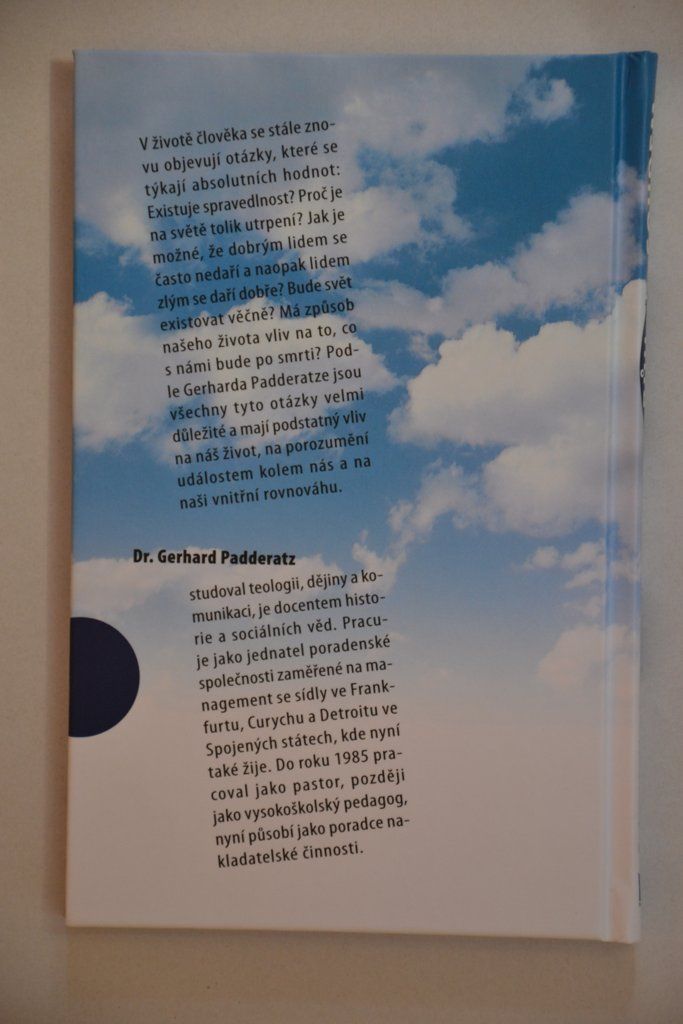 V životě člověka se stále zno-
vu objevují otázky, které se
týkají absolutních hodnot:
Existuje spravedlnost? Proč je
na světě tolik utrpení? Jak je
možné, že dobrým lidem se
často nedaří a naopak lidem
zlým se daří dobře? Bude svět
existovat věčně? Má způsob
našeho života vliv na to, co
s námi bude po smrti? Pod-
le Gerharda Padderatze jsou
všechny tyto otázky velmi
důležité a mají podstatný vliv
na náš život, na porozumění
událostem kolem nás a na
naši vnitřní rovnováhu.
Dr. Gerhard Padderatz
studoval teologii, dějiny a ko-
munikaci, je docentem histo-
rie a sociálních věd. Pracu-
je jako jednatel poradenské
společnosti zaměřené na ma-
nagement se sídly ve Frank-
furtu, Curychu a Detroitu ve
Spojených státech, kde nyní
také žije. Do roku 1985 pra-
coval jako pastor, později
jako vysokoškolský pedagog,
nyní působí jako poradce na-
kladatelské činnosti.